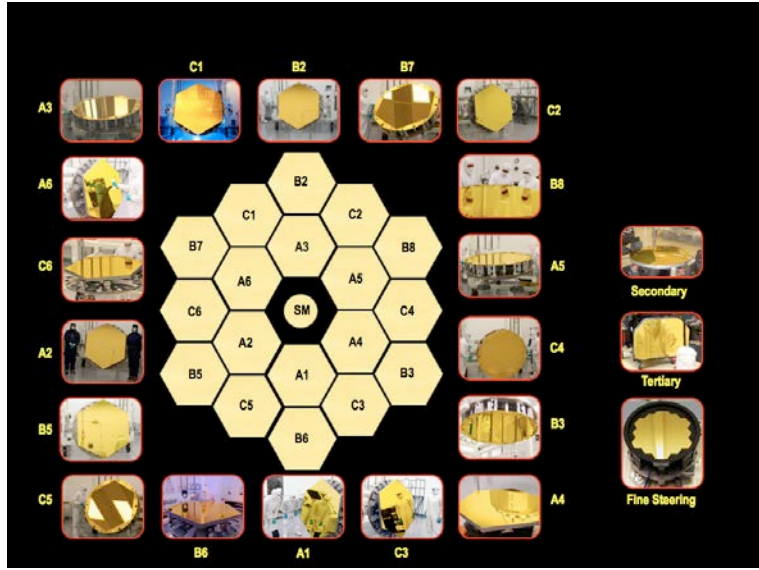 C1 B2 B7
A3 C2
A6 B8
C6 A5
A2 C4
B5 B3
C5 A4
B6 A1 C3
B2
C1 C2
B7 A3 B8
A6 A5
C6 SM C4
A2 A4
B5 A1 B3
C5 C3
B6
Secondary
Tertiary
Fine Steering